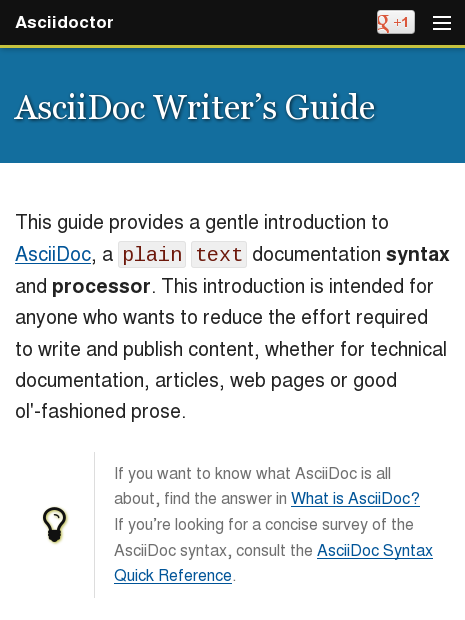 Asciidoctor
g +1
AsciiDoc Writer’s Guide
This guide provides a gentle introduction to
AsciiDoc, a plain text documentation syntax
and processor. This introduction is intended for
anyone who wants to reduce the effort required
to write and publish content, whether for technical
documentation, articles, web pages or good
ol'-fashioned prose.
If you want to know what AsciiDoc is all
about, find the answer in What is AsciiDoc?
If you’re looking for a concise survey of the
AsciiDoc syntax, consult the AsciiDoc Syntax
Quick Reference.